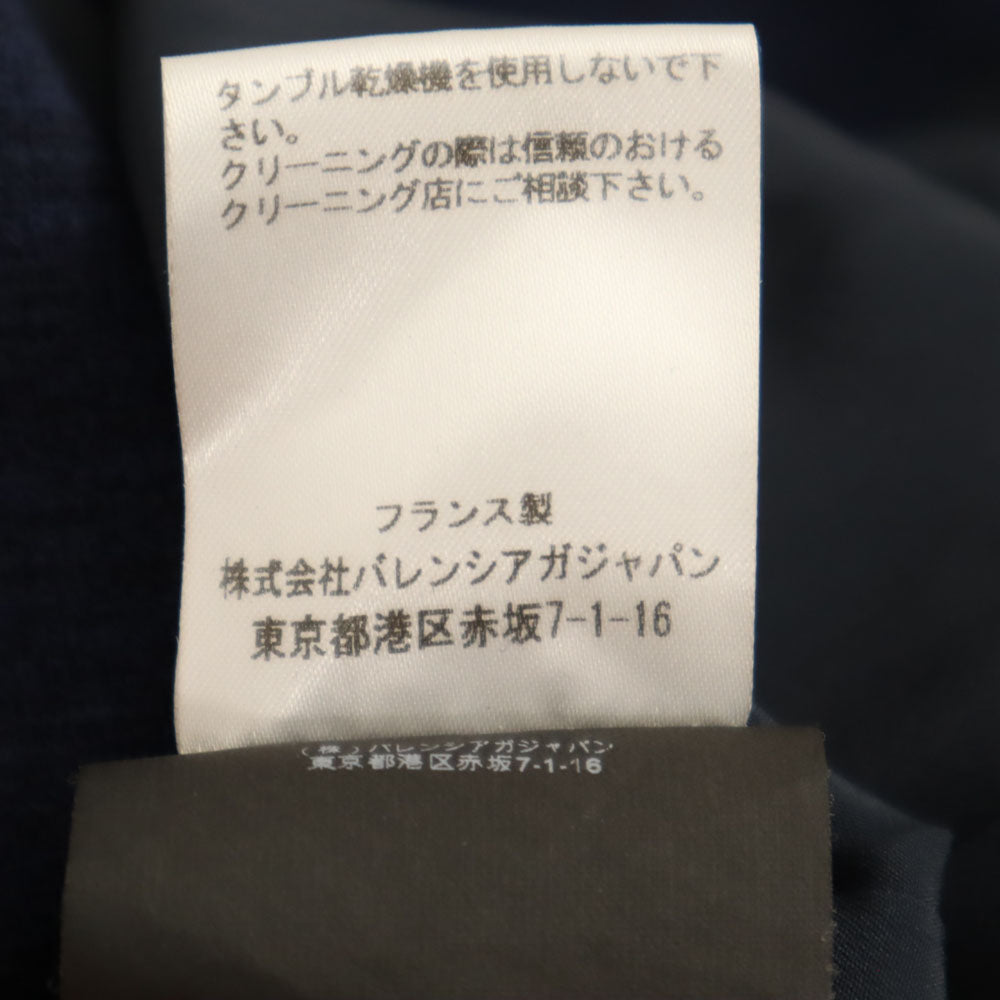 タンブル乾燥機を使用しないで下
さい。
クリーニングの際は信頼のおける
クリーニング店にご相談下さい。
フランス製
株式会社バレンシアガジャパン
東京都港区赤坂7-1-16
(株)バレンシアガジャパン
東京都港区赤坂7-1-16